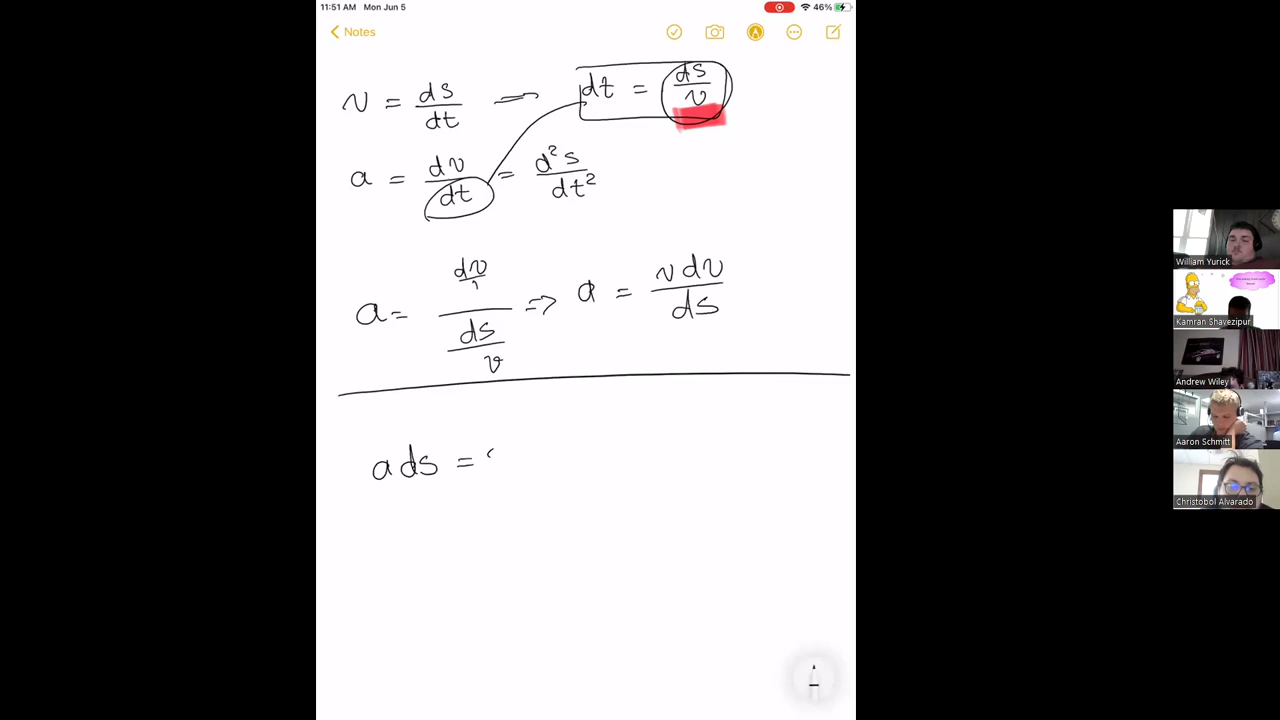 11:51 AM Mon Jun 5
46%
Notes
v = ds/dt → dt = ds/v
a = dv/dt = d²s/dt²
a = (dv/1)/(ds/v) => a = v dv/ds
a ds =
William Yurick
Kamran Shavezipur
Andrew Wiley
Aaron Schmitt
Christobol Alvarado